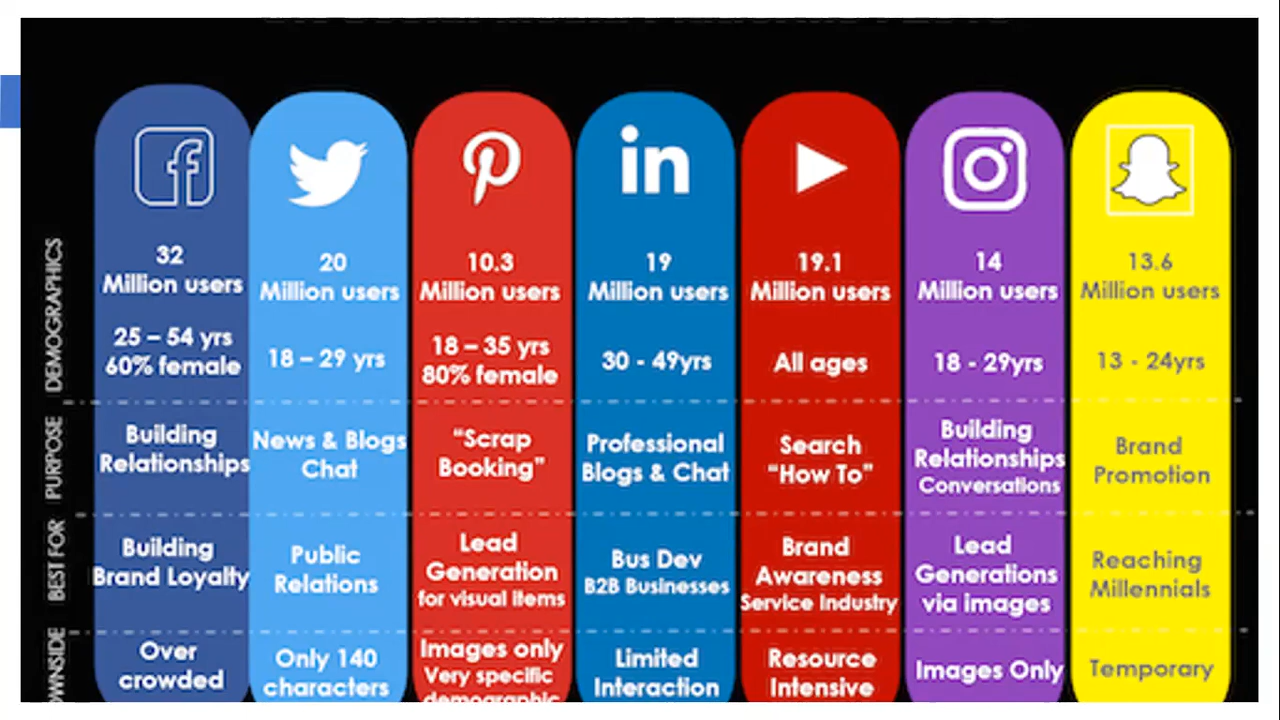 DEMOGRAPHICS
32
Million users
25 – 54 yrs
60% female
20
Million users
18 – 29 yrs
10.3
Million users
18 – 35 yrs
80% female
in
19
Million users
30 - 49yrs
19.1
Million users
All ages
14
Million users
18 - 29yrs
13.6
Million users
13 - 24yrs
PURPOSE
Building
Relationships
News & Blogs
Chat
“Scrap
Booking”
Professional
Blogs & Chat
Search
“How To”
Building
Relationships
Conversations
Brand
Promotion
BEST FOR
Building
Brand Loyalty
Public
Relations
Lead
Generation
for visual items
Bus Dev
B2B Businesses
Brand
Awareness
Service Industry
Lead
Generations
via images
Reaching
Millennials
OWNSIDE
Over
crowded
Only 140
characters
Images only
Very specific
demographic
Limited
Interaction
Resource
Intensive
Images Only
Temporary